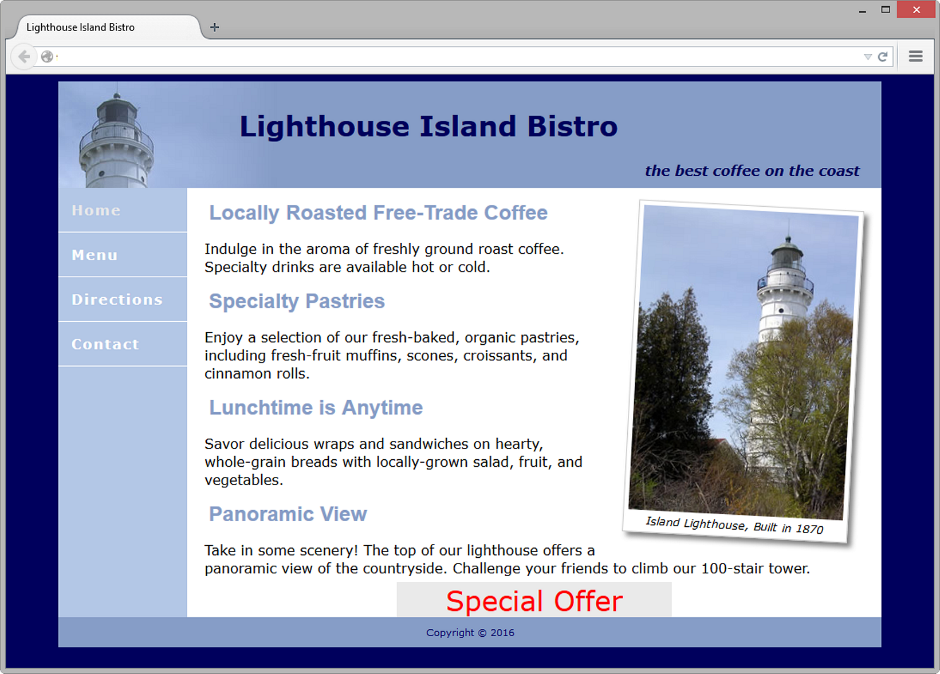 Lighthouse Island Bistro
Lighthouse Island Bistro
the best coffee on the coast
Home
Menu
Directions
Contact
Locally Roasted Free-Trade Coffee
Indulge in the aroma of freshly ground roast coffee.
Specialty drinks are available hot or cold.
Specialty Pastries
Enjoy a selection of our fresh-baked, organic pastries,
including fresh-fruit muffins, scones, croissants, and
cinnamon rolls.
Lunchtime is Anytime
Savor delicious wraps and sandwiches on hearty,
whole-grain breads with locally-grown salad, fruit, and
vegetables.
Panoramic View
Take in some scenery! The top of our lighthouse offers a
panoramic view of the countryside. Challenge your friends to climb our 100-stair tower.
Island Lighthouse, Built in 1870
Special Offer
Copyright © 2016